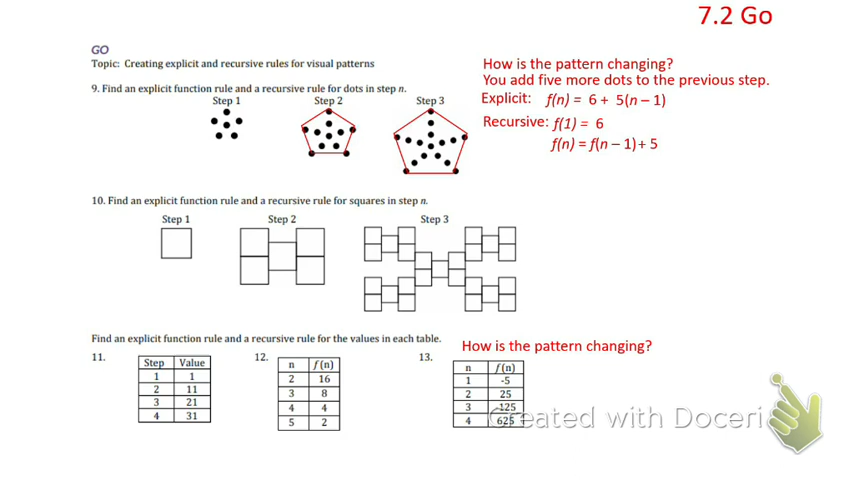 7.2 Go
GO
Topic: Creating explicit and recursive rules for visual patterns
How is the pattern changing?
You add five more dots to the previous step.
9. Find an explicit function rule and a recursive rule for dots in step n.
Step 1 Step 2 Step 3
Explicit: f(n) = 6 + 5(n – 1)
Recursive: f(1) = 6
f(n) = f(n – 1) + 5
10. Find an explicit function rule and a recursive rule for squares in step n.
Step 1 Step 2 Step 3
Find an explicit function rule and a recursive rule for the values in each table.
How is the pattern changing?
11.
Step Value
1 1
2 11
3 21
4 31
12.
n f(n)
2 16
3 8
4 4
5 2
13.
n f(n)
1 -5
2 25
3 -125
4 625
Created with Doceri